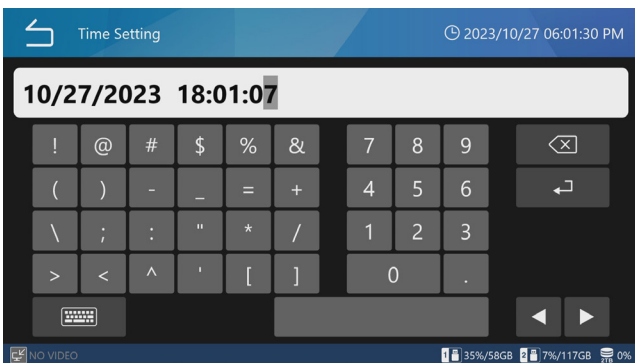 Time Setting 2023/10/27 06:01:30 PM
10/27/2023 18:01:07
! @ # $ % & 7 8 9
( ) - _ = + 4 5 6
\ ; : " * / 1 2 3
> < ^ ' [ ] 0 .
NO VIDEO 1 35%/58GB 2 7%/117GB 2TB 0%